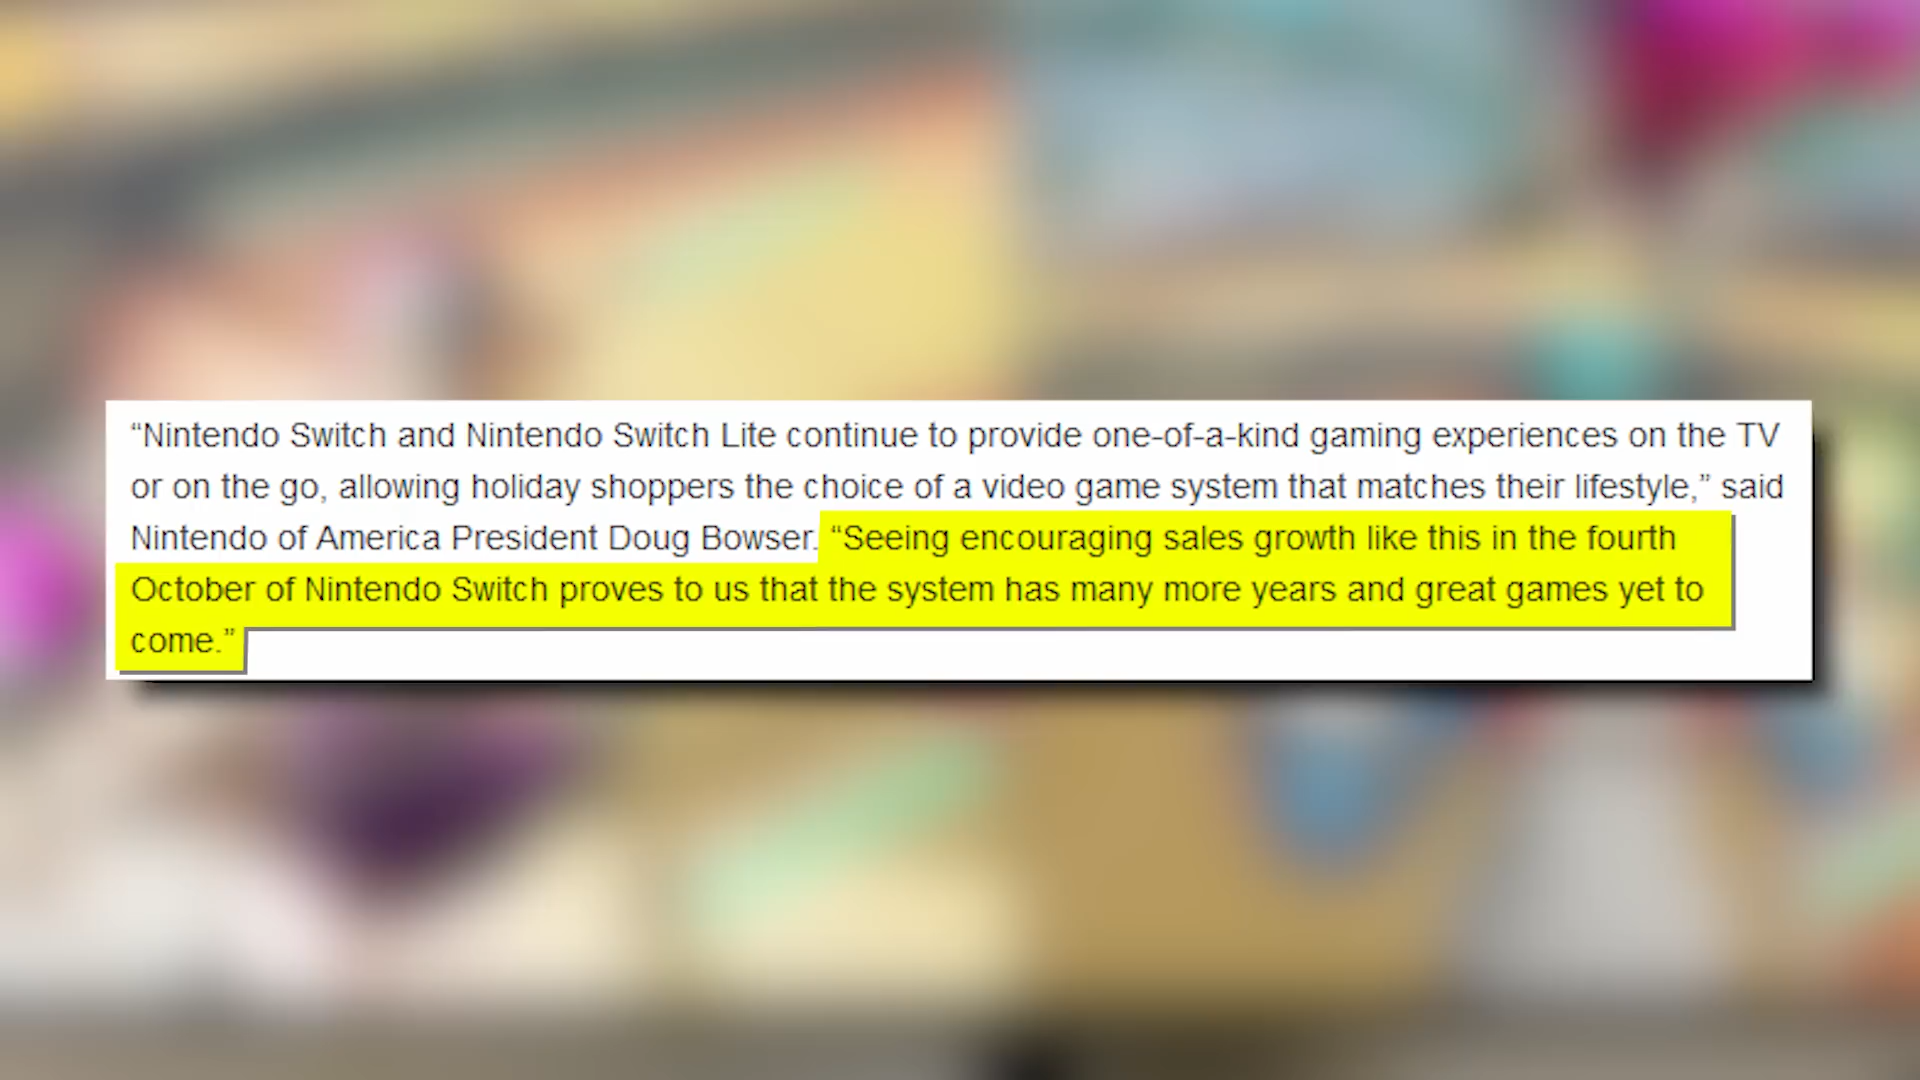 “Nintendo Switch and Nintendo Switch Lite continue to provide one-of-a-kind gaming experiences on the TV
or on the go, allowing holiday shoppers the choice of a video game system that matches their lifestyle,” said
Nintendo of America President Doug Bowser. “Seeing encouraging sales growth like this in the fourth
October of Nintendo Switch proves to us that the system has many more years and great games yet to
come.”